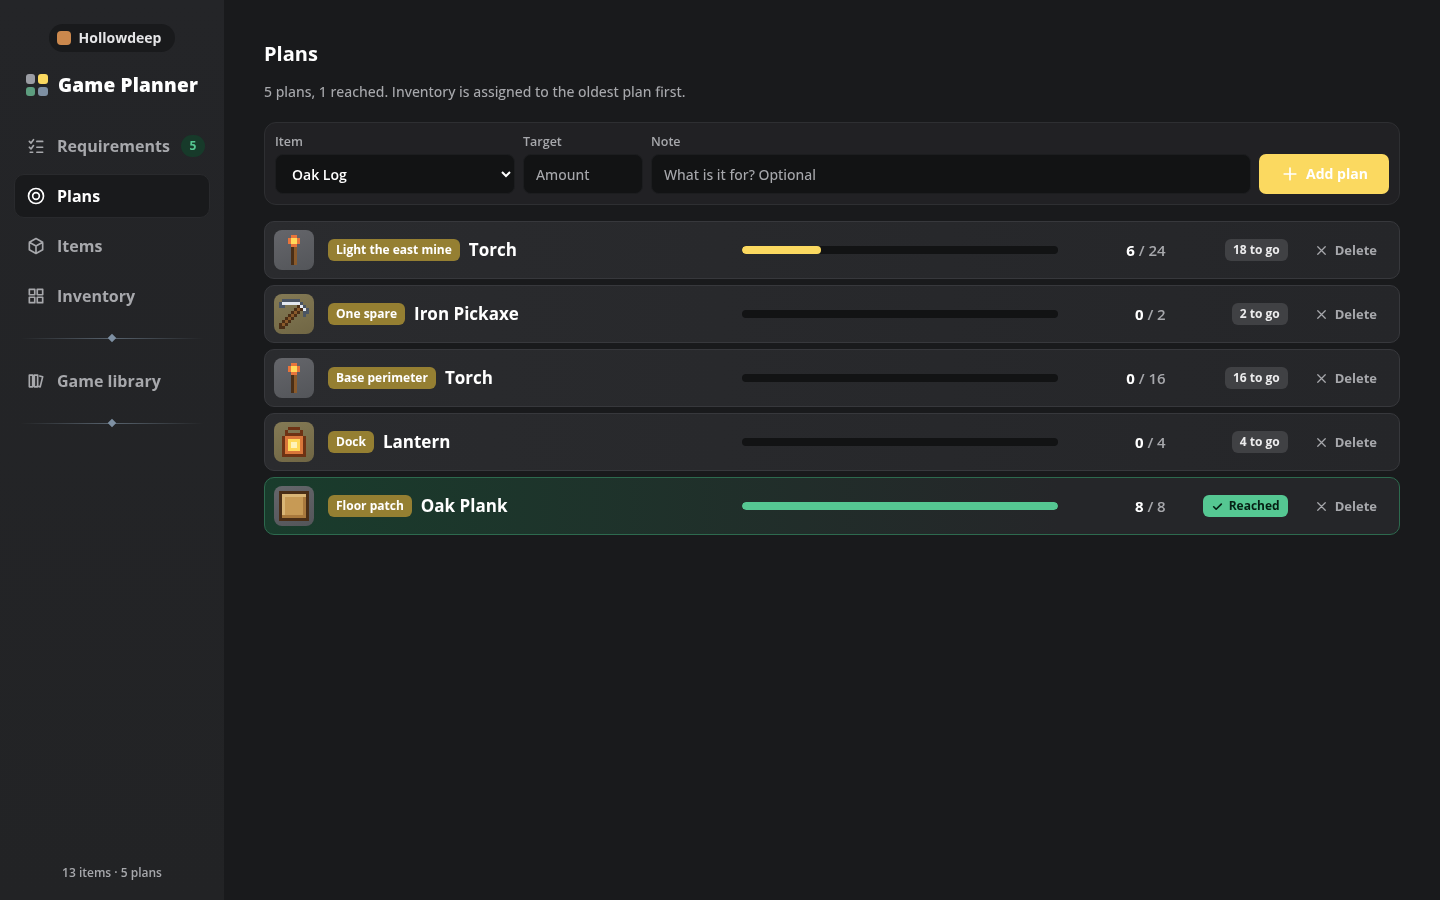 Hollowdeep
Game Planner
Requirements 5
Plans
Items
Inventory
Game library
13 items · 5 plans
Plans
5 plans, 1 reached. Inventory is assigned to the oldest plan first.
Item Target Note
Oak Log Amount What is it for? Optional Add plan
Light the east mine Torch 6 / 24 18 to go Delete
One spare Iron Pickaxe 0 / 2 2 to go Delete
Base perimeter Torch 0 / 16 16 to go Delete
Dock Lantern 0 / 4 4 to go Delete
Floor patch Oak Plank 8 / 8 Reached Delete